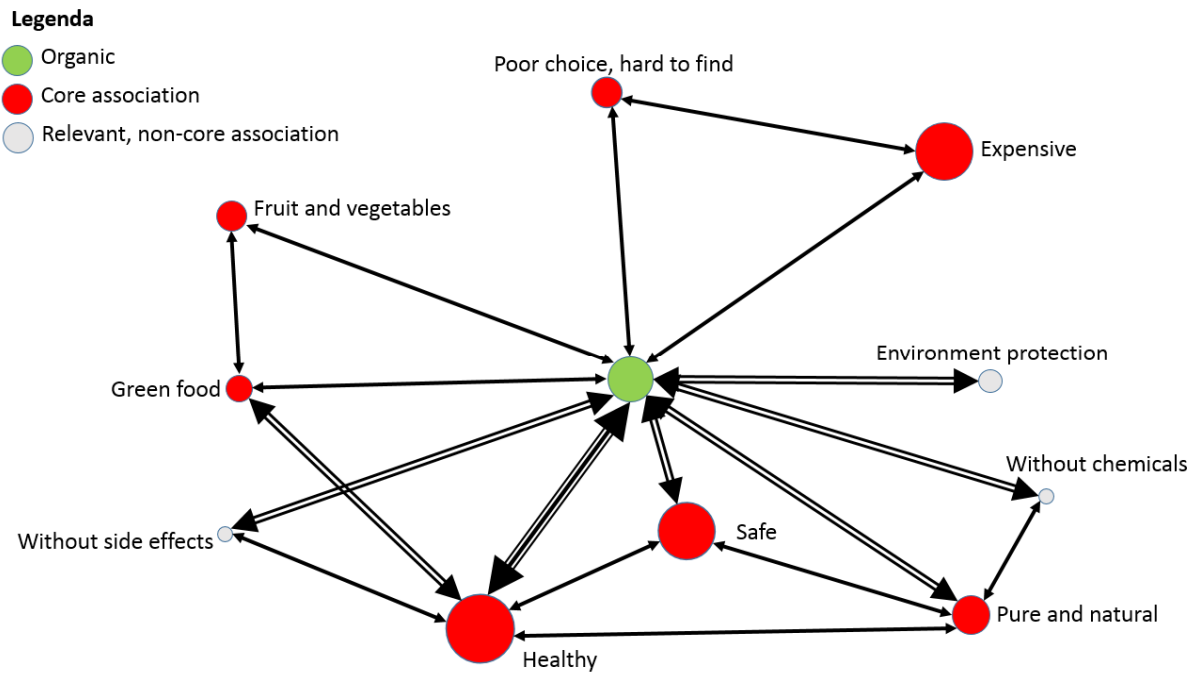 Legenda
Organic
Core association
Relevant, non-core association
Poor choice, hard to find
Expensive
Fruit and vegetables
Environment protection
Green food
Without chemicals
Safe
Without side effects
Pure and natural
Healthy